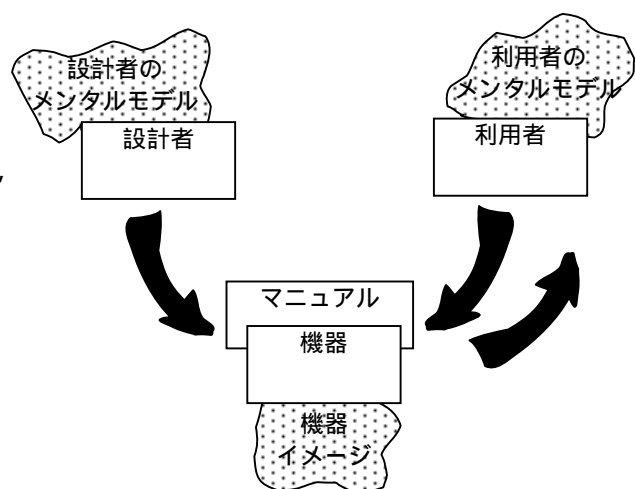 設計者の
メンタルモデル
設計者
利用者の
メンタルモデル
利用者
マニュアル
機器
機器
イメージ